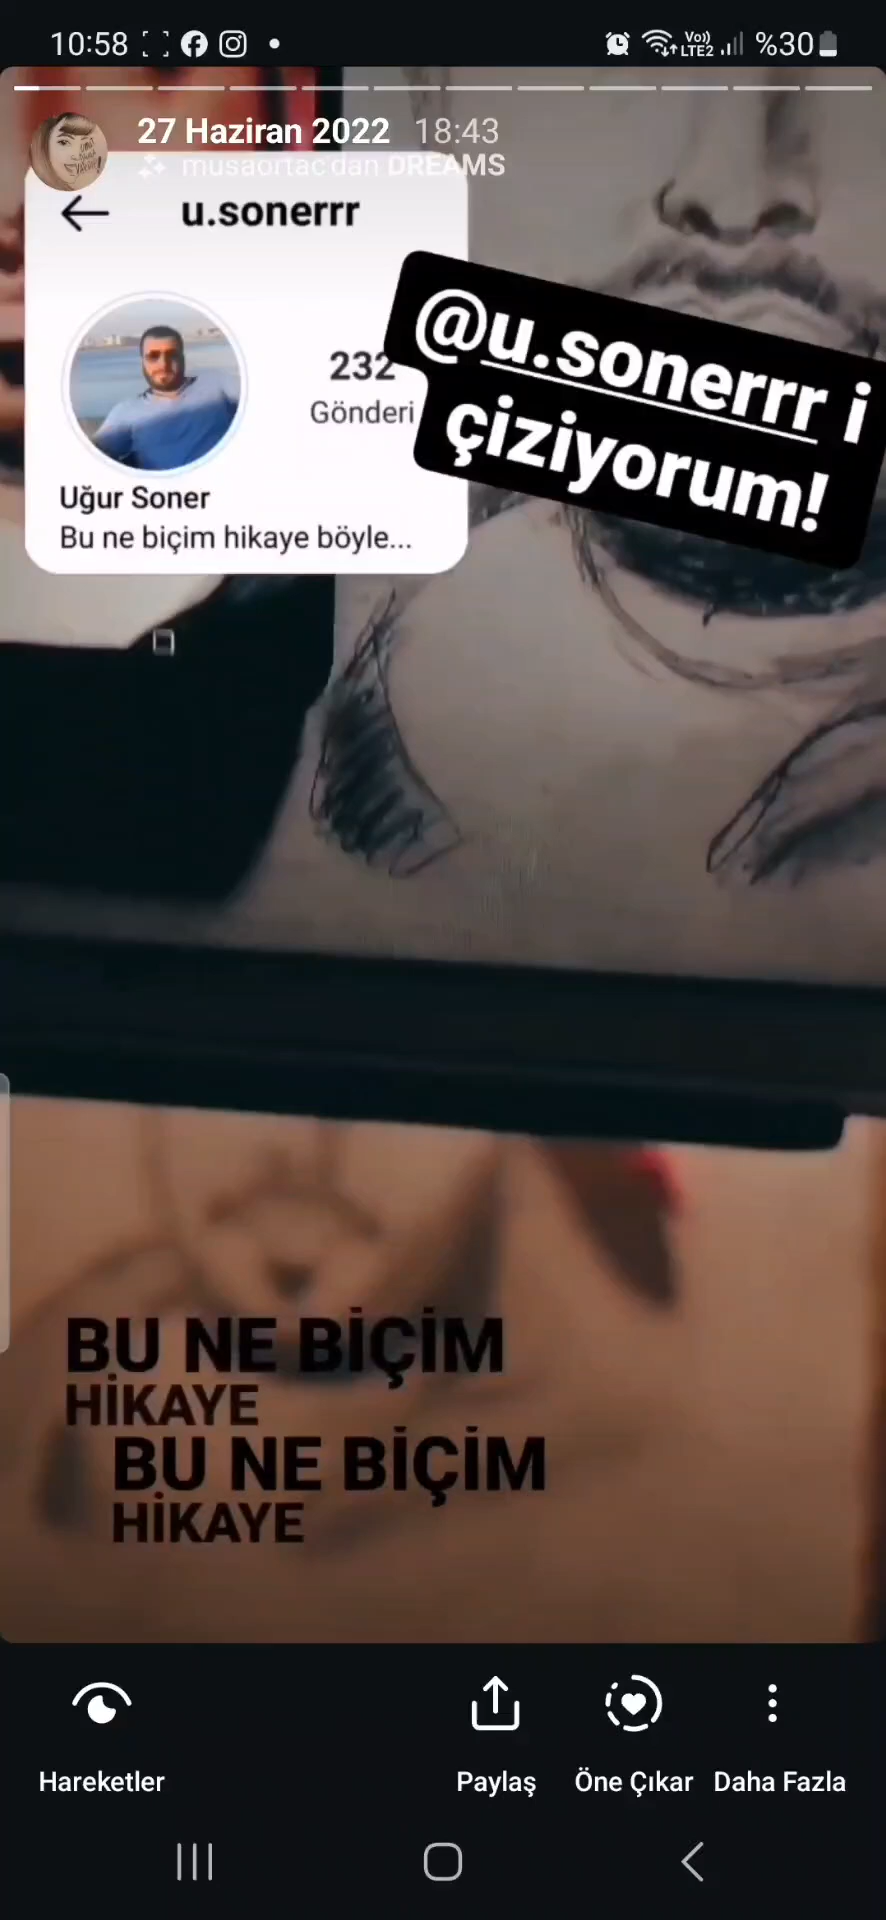 10:58
Vo))
LTE2
%30
27 Haziran 2022 18:43
musaortac'dan DREAMS
u.sonerrr
232
Gönderi
@u.sonerrr i
çiziyorum!
Uğur Soner
Bu ne biçim hikaye böyle...
BU NE BİÇİM
HİKAYE
BU NE BİÇİM
HİKAYE
Hareketler
Paylaş
Öne Çıkar
Daha Fazla